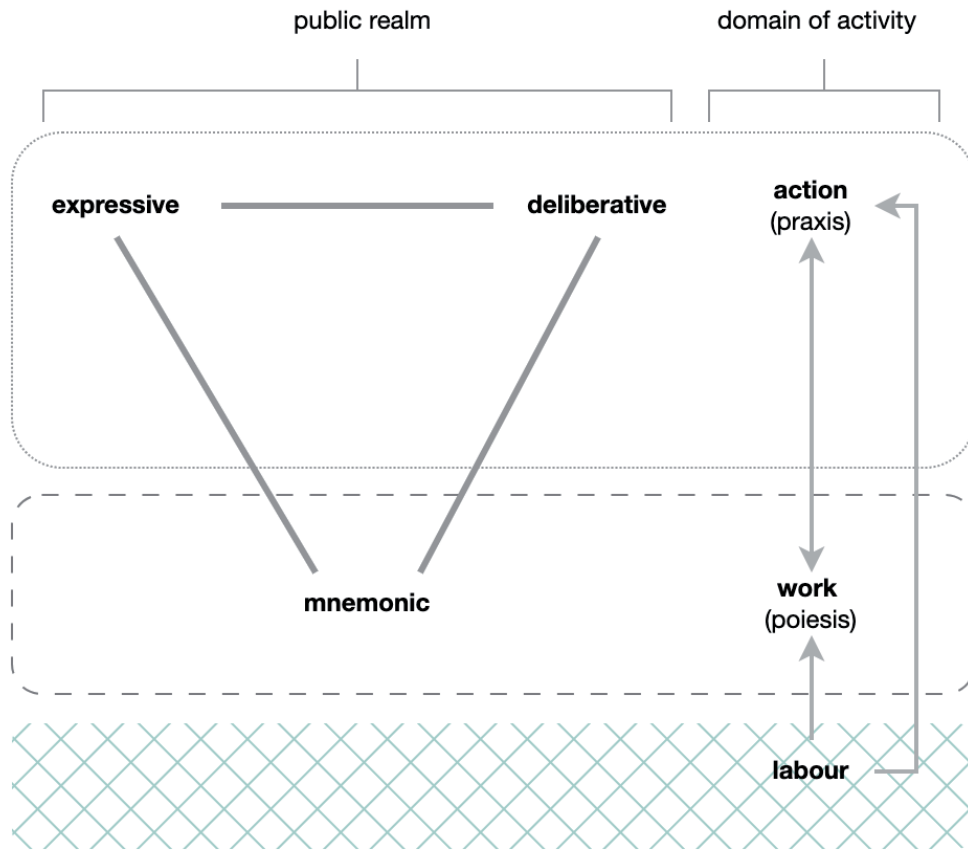 public realm
domain of activity
expressive
deliberative
action
(praxis)
mnemonic
work
(poiesis)
labour